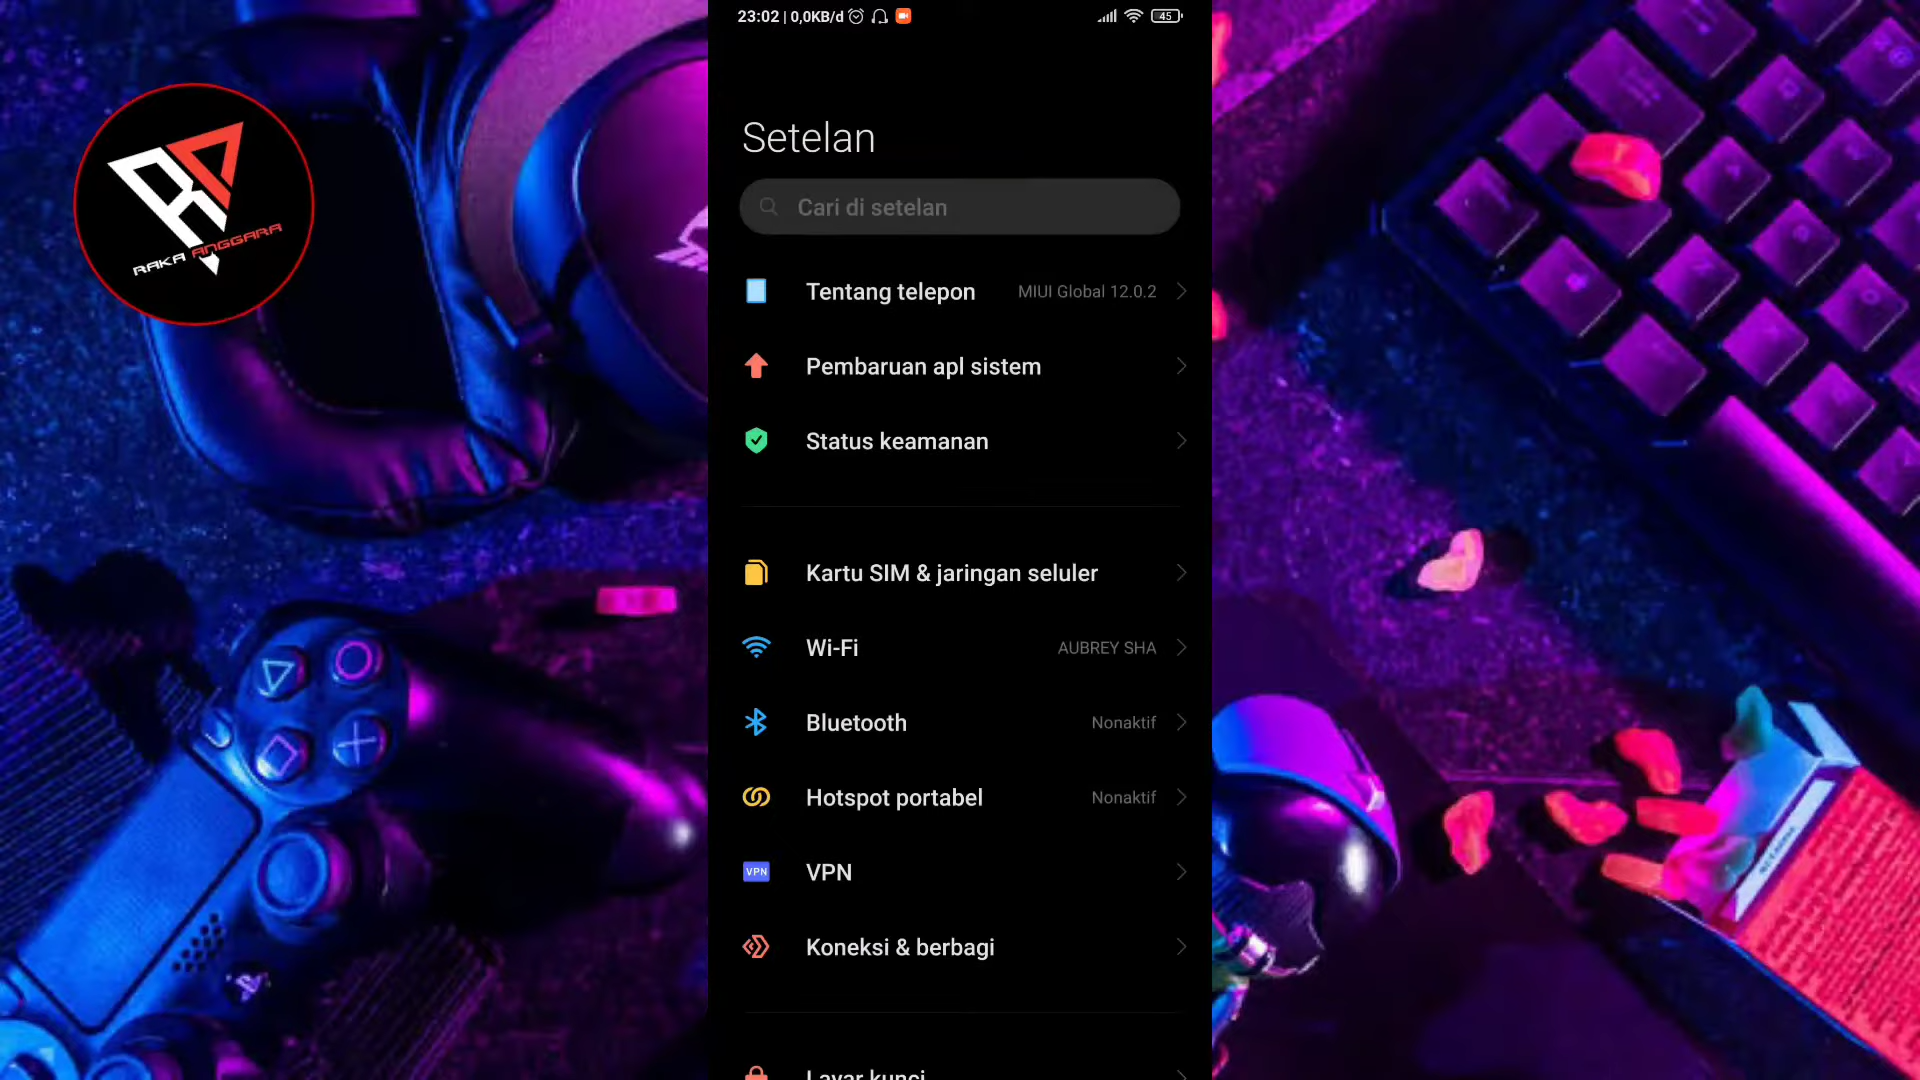 23:02 | 0,0KB/d
45
Setelan
Cari di setelan
RAKA ANGGARA
Tentang telepon MIUI Global 12.0.2
Pembaruan apl sistem
Status keamanan
Kartu SIM & jaringan seluler
Wi-Fi AUBREY SHA
Bluetooth Nonaktif
Hotspot portabel Nonaktif
VPN VPN
Koneksi & berbagi
Layar kunci